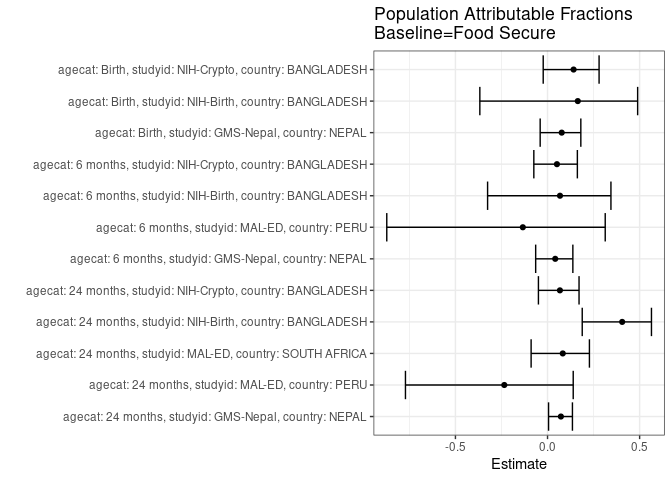 Population Attributable Fractions
Baseline=Food Secure
agecat: Birth, studyid: NIH-Crypto, country: BANGLADESH
agecat: Birth, studyid: NIH-Birth, country: BANGLADESH
agecat: Birth, studyid: GMS-Nepal, country: NEPAL
agecat: 6 months, studyid: NIH-Crypto, country: BANGLADESH
agecat: 6 months, studyid: NIH-Birth, country: BANGLADESH
agecat: 6 months, studyid: MAL-ED, country: PERU
agecat: 6 months, studyid: GMS-Nepal, country: NEPAL
agecat: 24 months, studyid: NIH-Crypto, country: BANGLADESH
agecat: 24 months, studyid: NIH-Birth, country: BANGLADESH
agecat: 24 months, studyid: MAL-ED, country: SOUTH AFRICA
agecat: 24 months, studyid: MAL-ED, country: PERU
agecat: 24 months, studyid: GMS-Nepal, country: NEPAL
-0.5 0.0 0.5
Estimate